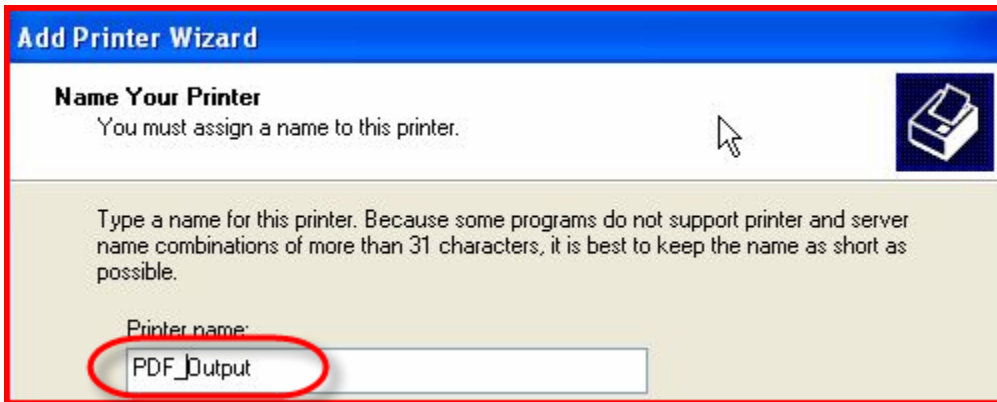 Add Printer Wizard
Name Your Printer
You must assign a name to this printer.
Type a name for this printer. Because some programs do not support printer and server
name combinations of more than 31 characters, it is best to keep the name as short as
possible.
Printer name:
PDF_Output